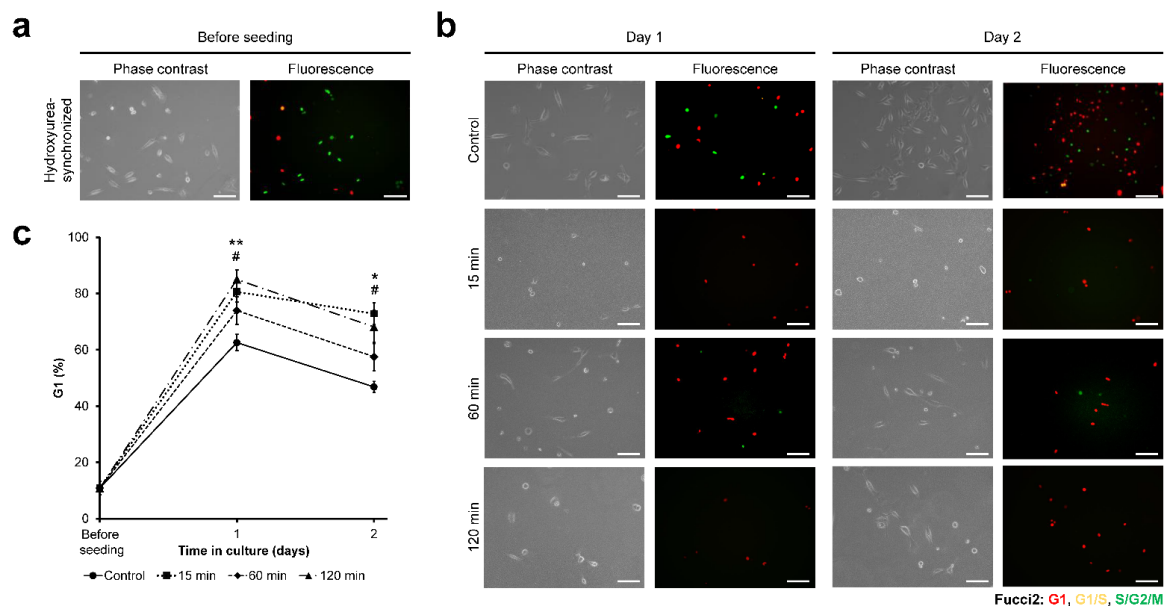 a
Before seeding
Phase contrast
Fluorescence
Hydroxyurea-
synchronized
b
Day 1
Day 2
Phase contrast
Fluorescence
Phase contrast
Fluorescence
Control
15 min
60 min
120 min
c
100
80
60
40
20
0
G1 (%)
**
#
*
#
Before
seeding
1
2
Time in culture (days)
Control
15 min
60 min
120 min
Fucci2: G1, G1/S, S/G2/M